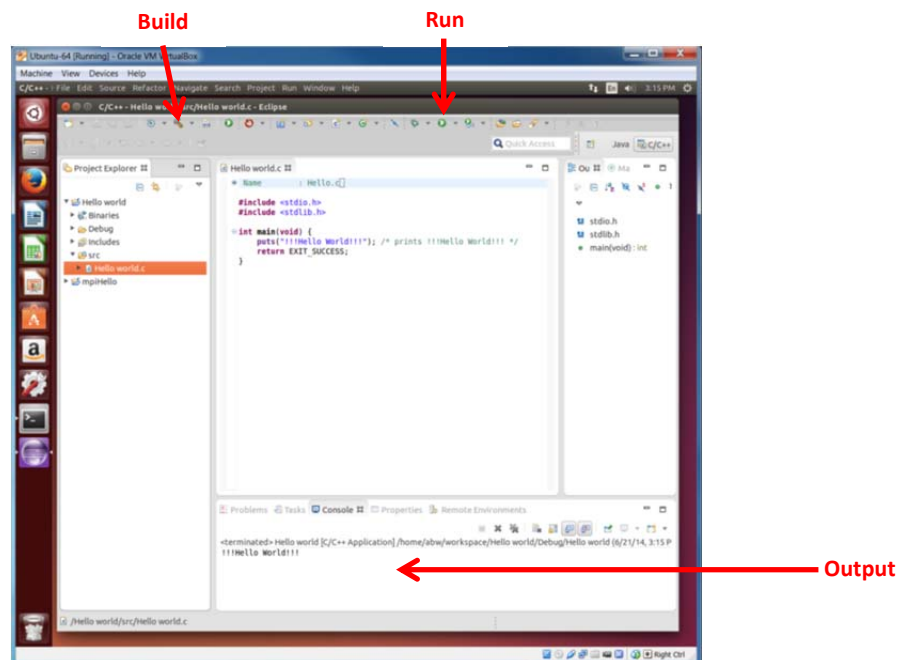 Build
Run
Ubuntu-64 [Running] - Oracle VM VirtualBox
Machine View Devices Help
C/C++ - File Edit Source Refactor Navigate Search Project Run Window Help
En 3:15 PM
C/C++ - Hello wo src/Hello world.c - Eclipse
Quick Access
Java C/C++
Project Explorer
Hello world.c
Ou Ma
Name : Hello.c
Hello world
Binaries
Debug
Includes
src
Hello world.c
mpiHello
#include <stdio.h>
#include <stdlib.h>
int main(void) {
puts("!!!Hello World!!!"); /* prints !!!Hello World!!! */
return EXIT_SUCCESS;
}
stdio.h
stdlib.h
main(void) : int
Problems Tasks Console Properties Remote Environments
<terminated> Hello world [C/C++ Application] /home/abw/workspace/Hello world/Debug/Hello world (6/21/14, 3:15 P
!!!Hello World!!!
Output
/Hello world/src/Hello world.c
Right Ctrl